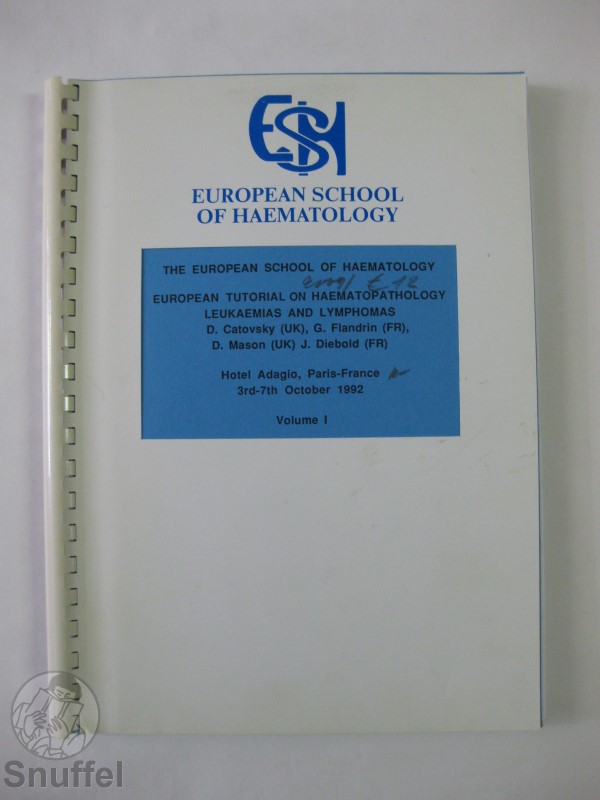 ESH
EUROPEAN SCHOOL
OF HAEMATOLOGY
THE EUROPEAN SCHOOL OF HAEMATOLOGY
EUROPEAN TUTORIAL ON HAEMATOPATHOLOGY
LEUKAEMIAS AND LYMPHOMAS
D. Catovsky (UK), G. Flandrin (FR),
D. Mason (UK) J. Diebold (FR)
Hotel Adagio, Paris-France
3rd-7th October 1992
Volume I
Snuffel